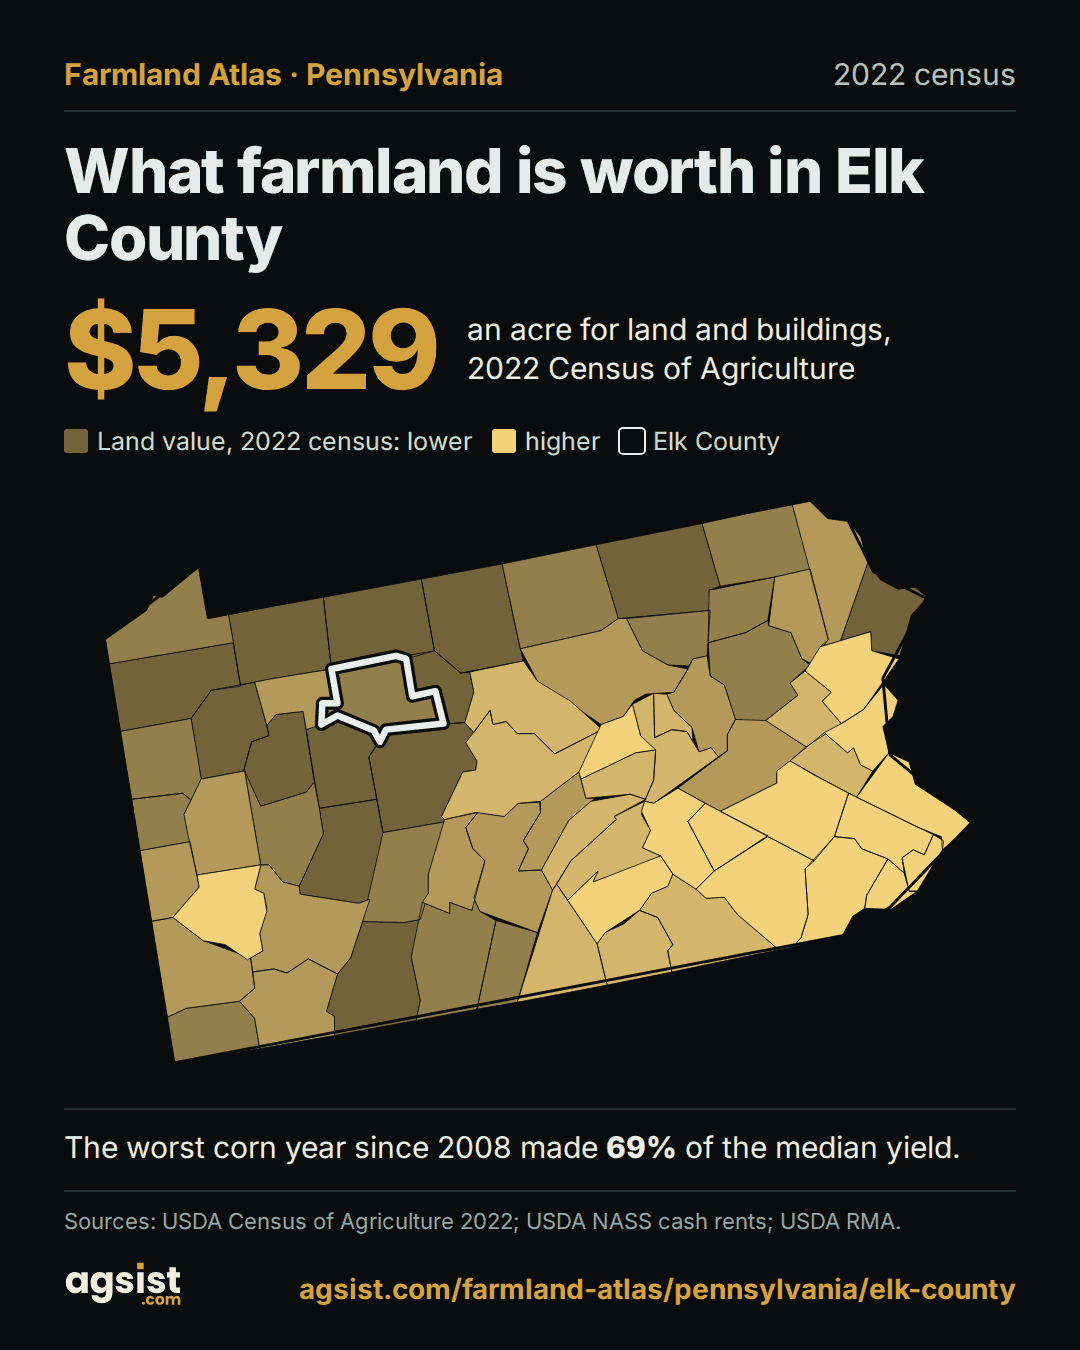 Farmland Atlas · Pennsylvania
2022 census
What farmland is worth in Elk
County
$5,329
an acre for land and buildings,
2022 Census of Agriculture
Land value, 2022 census: lower
higher
Elk County
The worst corn year since 2008 made 69% of the median yield.
Sources: USDA Census of Agriculture 2022; USDA NASS cash rents; USDA RMA.
agsist
.com
agsist.com/farmland-atlas/pennsylvania/elk-county